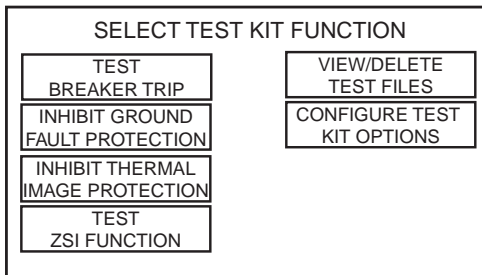 SELECT TEST KIT FUNCTION
TEST
BREAKER TRIP
INHIBIT GROUND
FAULT PROTECTION
INHIBIT THERMAL
IMAGE PROTECTION
TEST
ZSI FUNCTION
VIEW/DELETE
TEST FILES
CONFIGURE TEST
KIT OPTIONS